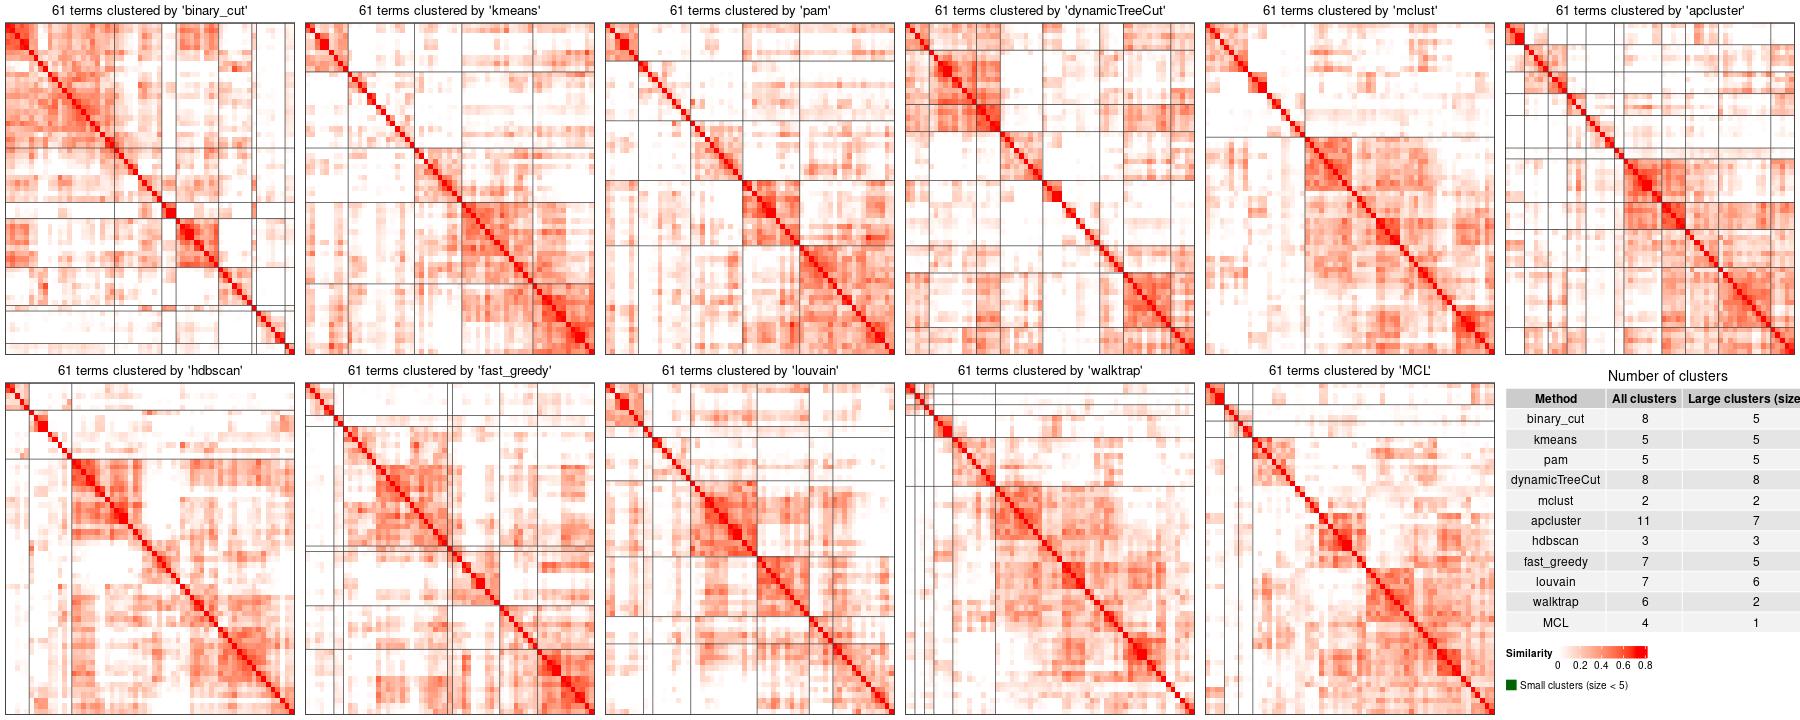 61 terms clustered by 'binary_cut'
61 terms clustered by 'kmeans'
61 terms clustered by 'pam'
61 terms clustered by 'dynamicTreeCut'
61 terms clustered by 'mclust'
61 terms clustered by 'apcluster'
61 terms clustered by 'hdbscan'
61 terms clustered by 'fast_greedy'
61 terms clustered by 'louvain'
61 terms clustered by 'walktrap'
61 terms clustered by 'MCL'
Number of clusters
Method All clusters Large clusters (size
binary_cut 8 5
kmeans 5 5
pam 5 5
dynamicTreeCut 8 8
mclust 2 2
apcluster 11 7
hdbscan 3 3
fast_greedy 7 5
louvain 7 6
walktrap 6 2
MCL 4 1
Similarity
0 0.2 0.4 0.6 0.8
Small clusters (size < 5)